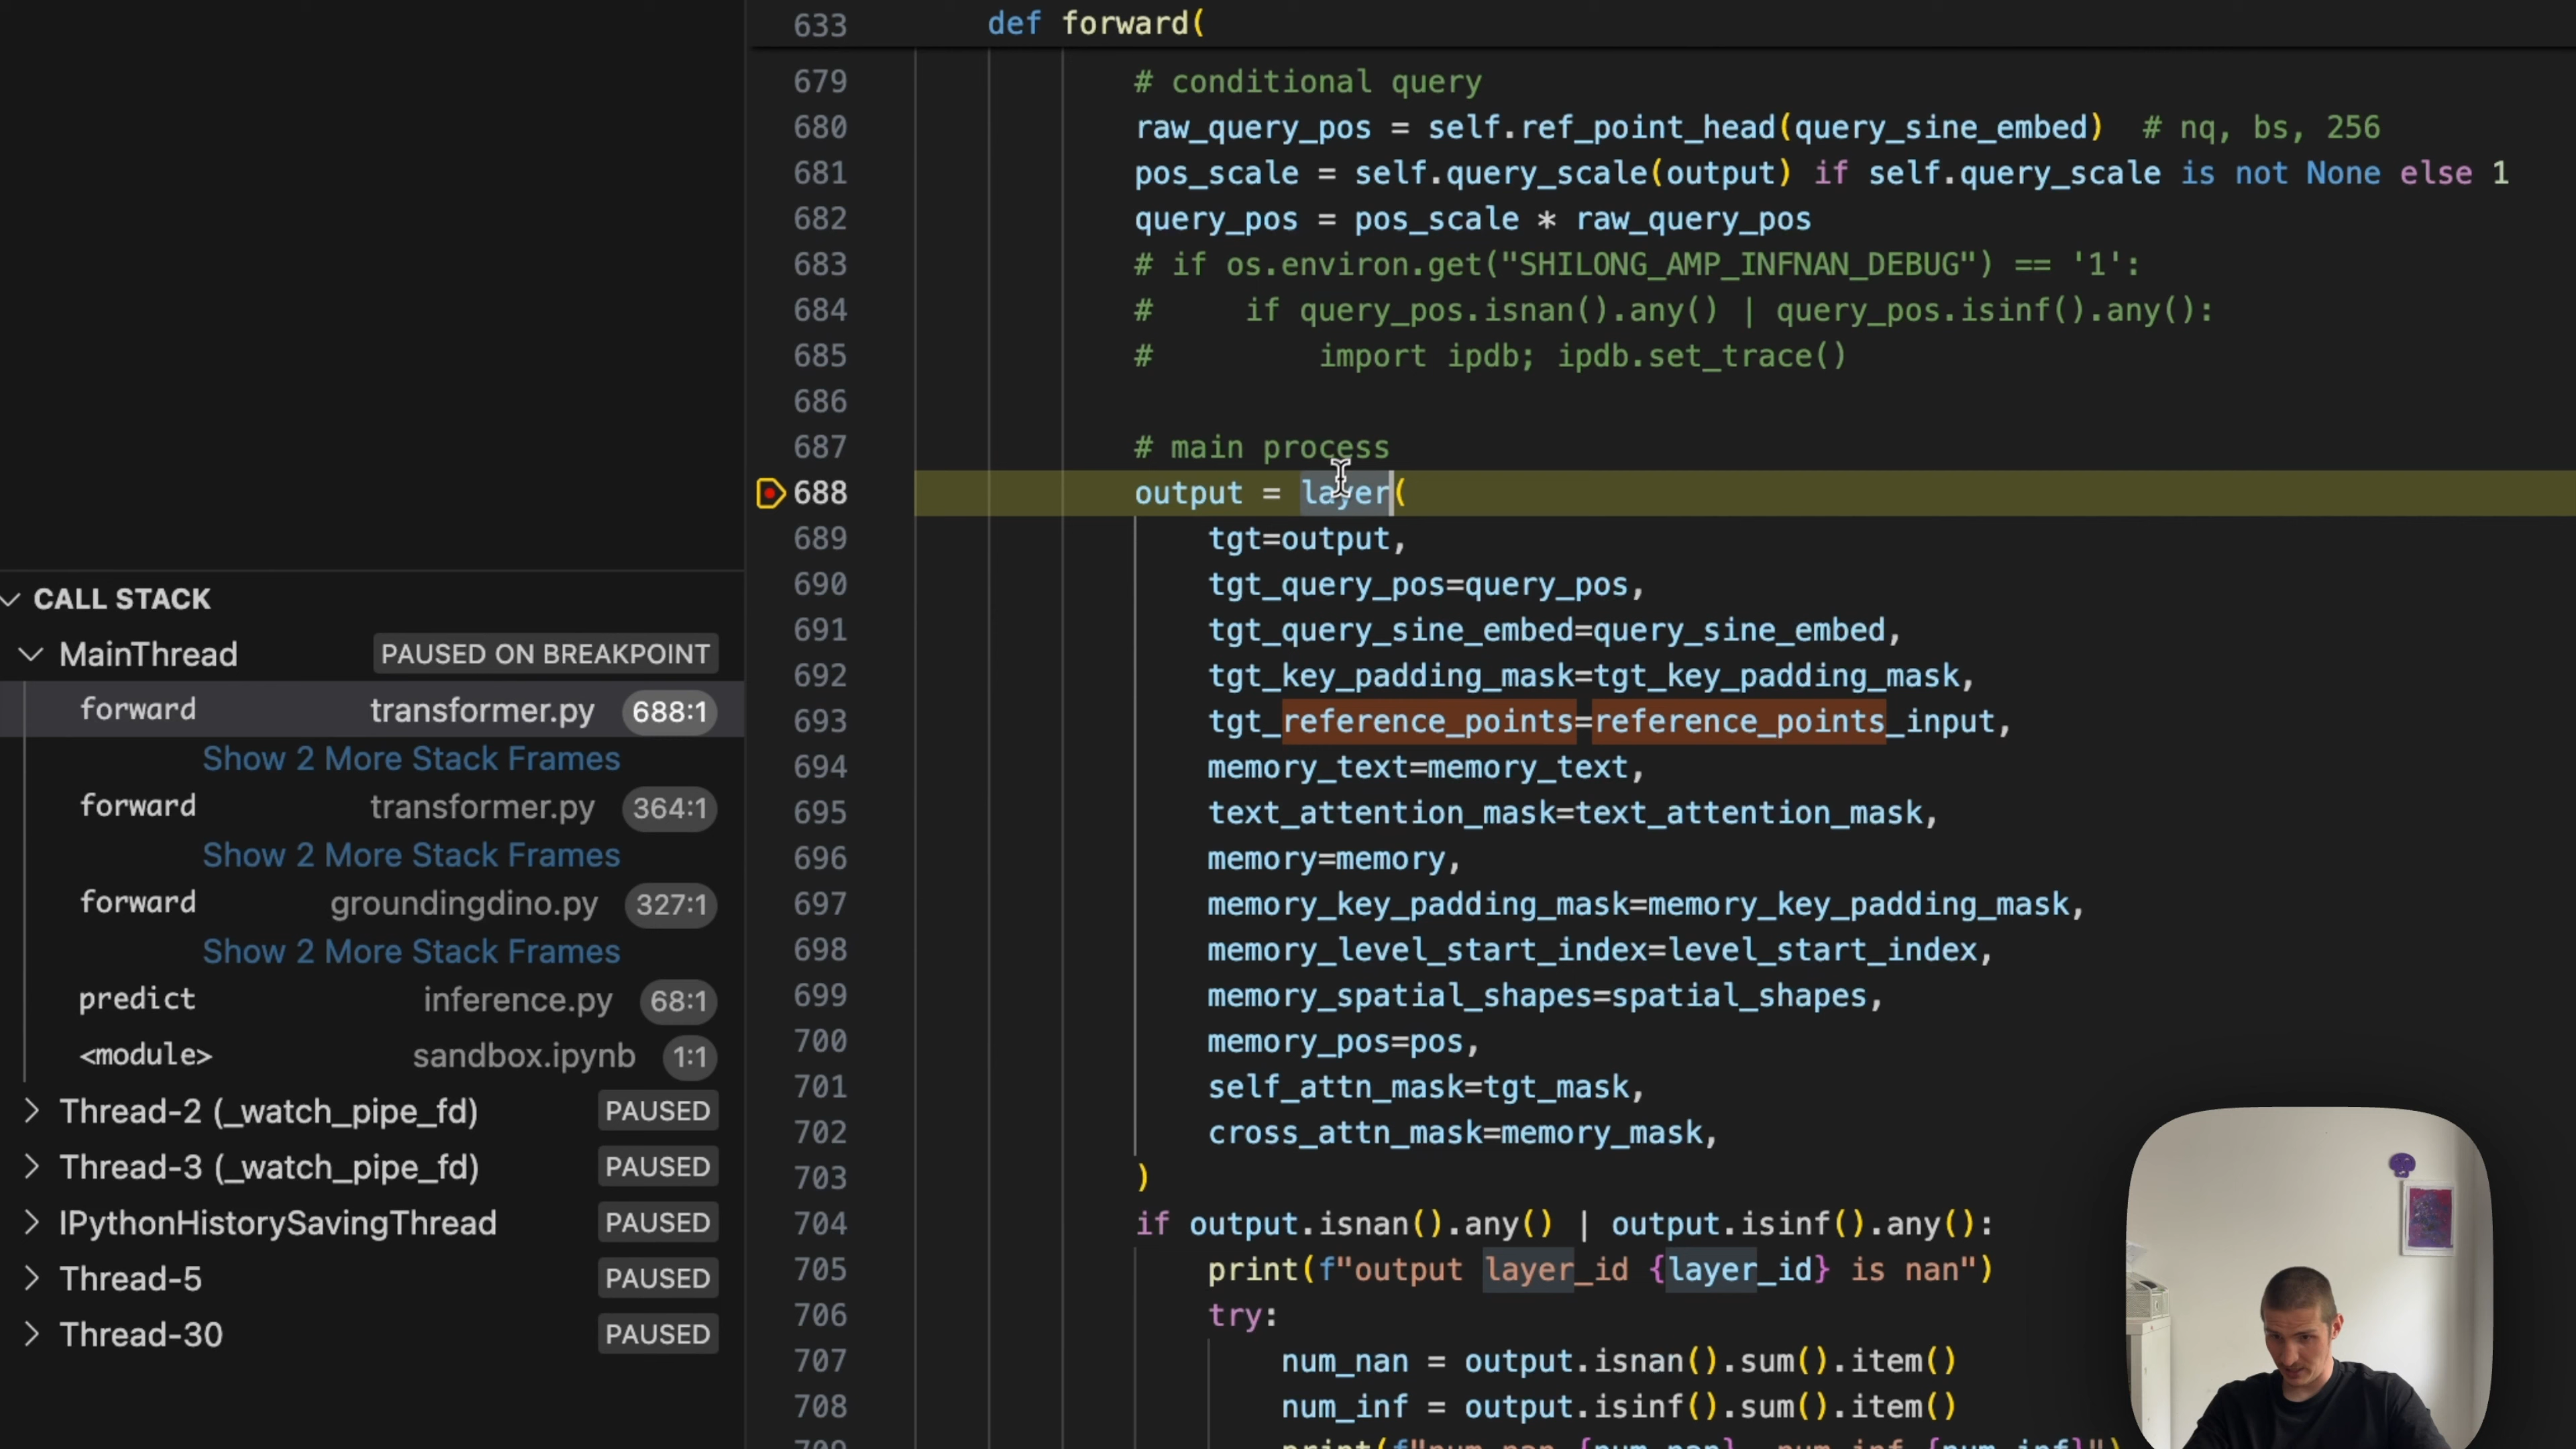 633 def forward(
679 # conditional query
680 raw_query_pos = self.ref_point_head(query_sine_embed)  # nq, bs, 256
681 pos_scale = self.query_scale(output) if self.query_scale is not None else 1
682 query_pos = pos_scale * raw_query_pos
683 # if os.environ.get("SHILONG_AMP_INFNAN_DEBUG") == '1':
684 #     if query_pos.isnan().any() | query_pos.isinf().any():
685 #         import ipdb; ipdb.set_trace()
686
687 # main process
688 output = layer(
689 tgt=output,
690 tgt_query_pos=query_pos,
691 tgt_query_sine_embed=query_sine_embed,
692 tgt_key_padding_mask=tgt_key_padding_mask,
693 tgt_reference_points=reference_points_input,
694 memory_text=memory_text,
695 text_attention_mask=text_attention_mask,
696 memory=memory,
697 memory_key_padding_mask=memory_key_padding_mask,
698 memory_level_start_index=level_start_index,
699 memory_spatial_shapes=spatial_shapes,
700 memory_pos=pos,
701 self_attn_mask=tgt_mask,
702 cross_attn_mask=memory_mask,
703 )
704 if output.isnan().any() | output.isinf().any():
705 print(f"output layer_id {layer_id} is nan")
706 try:
707 num_nan = output.isnan().sum().item()
708 num_inf = output.isinf().sum().item()
709 print(f"num_nan {num_nan}, num_inf {num_inf}")
CALL STACK
MainThread PAUSED ON BREAKPOINT
forward transformer.py 688:1
Show 2 More Stack Frames
forward transformer.py 364:1
Show 2 More Stack Frames
forward groundingdino.py 327:1
Show 2 More Stack Frames
predict inference.py 68:1
<module> sandbox.ipynb 1:1
Thread-2 (_watch_pipe_fd) PAUSED
Thread-3 (_watch_pipe_fd) PAUSED
IPythonHistorySavingThread PAUSED
Thread-5 PAUSED
Thread-30 PAUSED